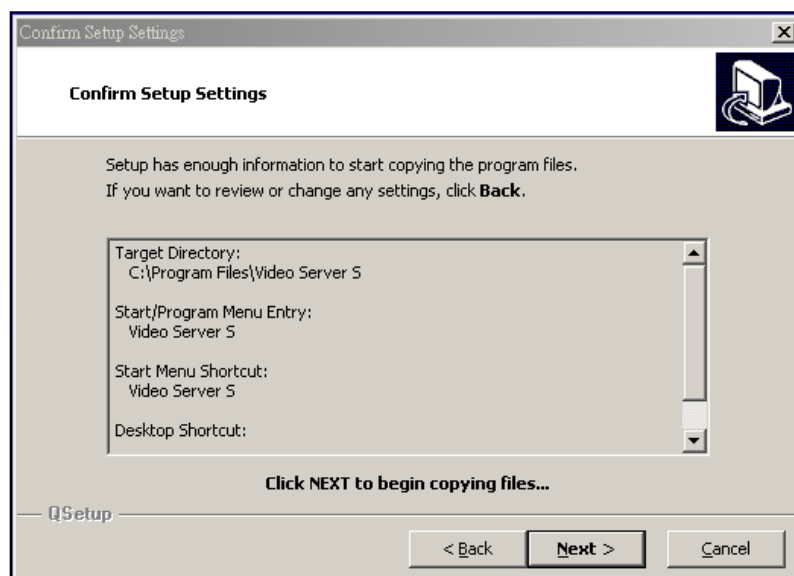 Confirm Setup Settings
Confirm Setup Settings
Setup has enough information to start copying the program files.
If you want to review or change any settings, click Back.
Target Directory:
C:\Program Files\Video Server S
Start/Program Menu Entry:
Video Server S
Start Menu Shortcut:
Video Server S
Desktop Shortcut:
Click NEXT to begin copying files...
QSetup
< Back
Next >
Cancel